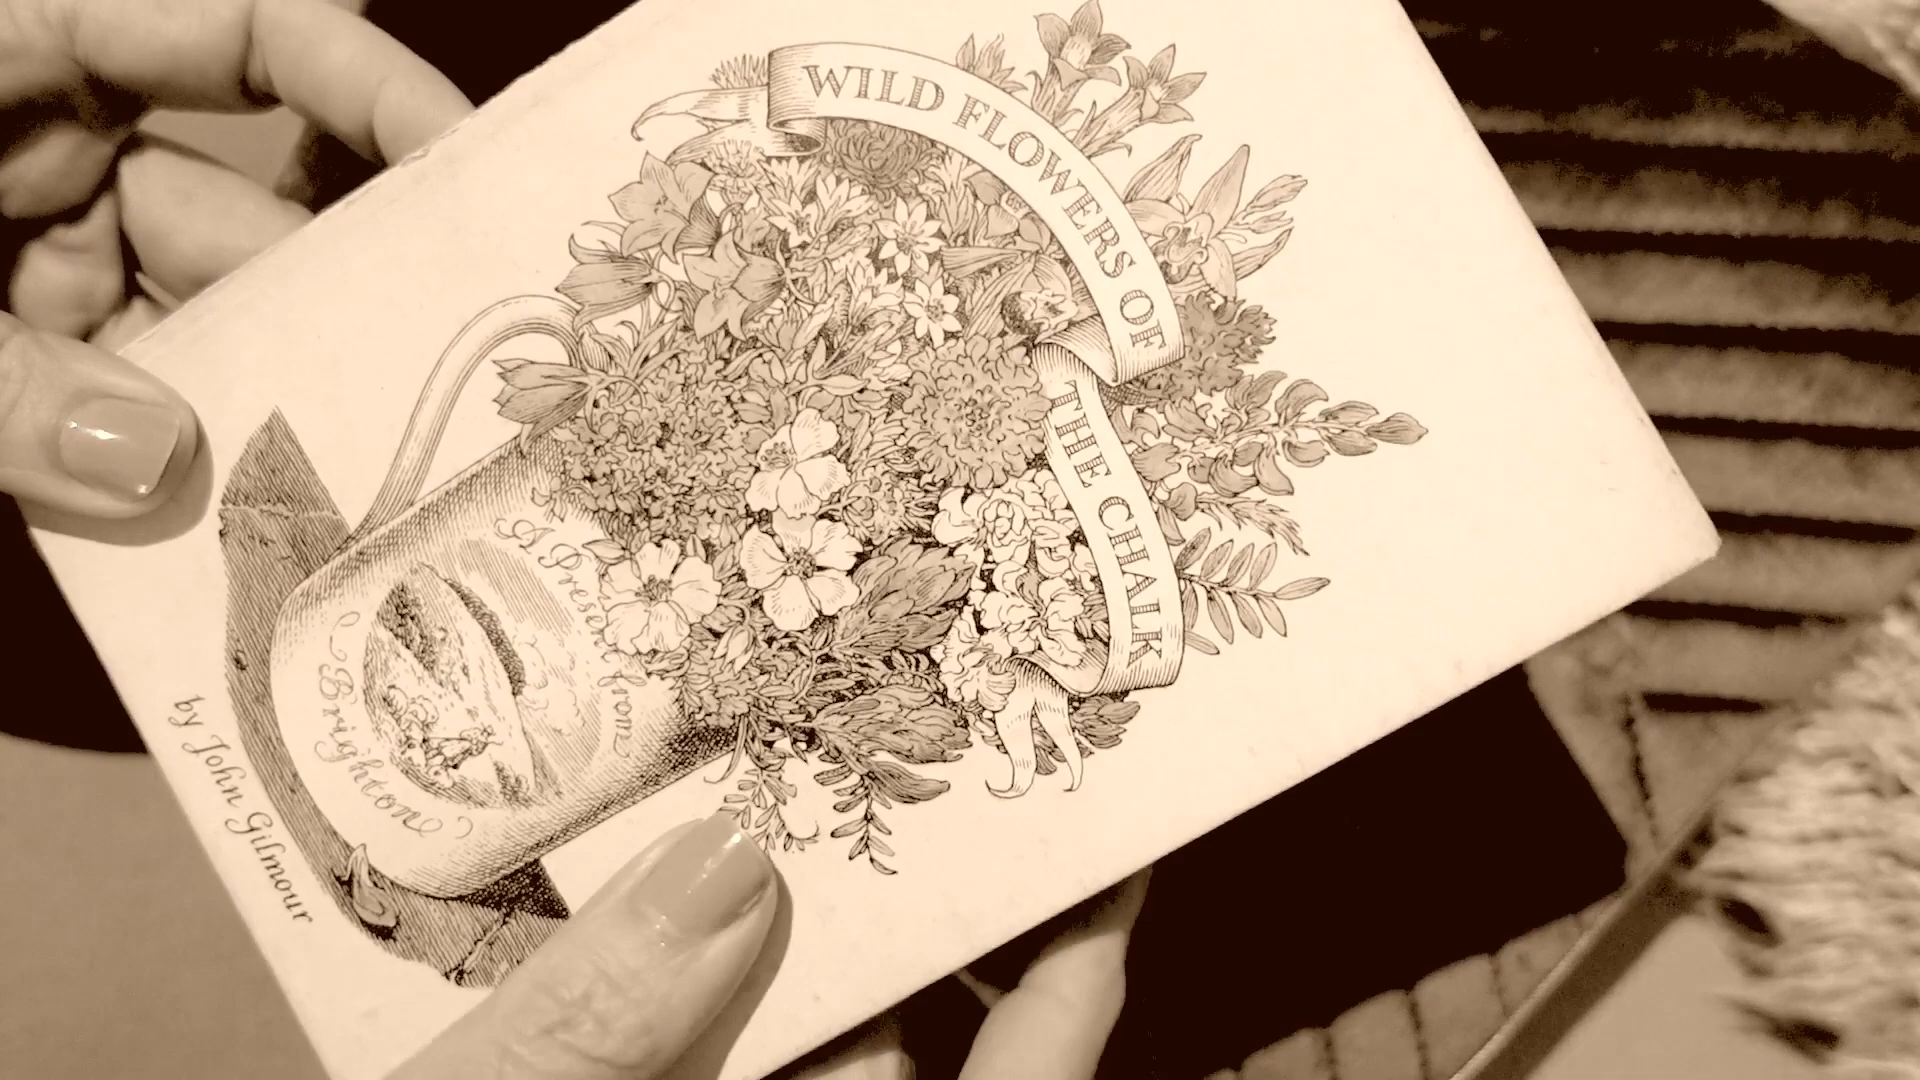 WILD FLOWERS OF
THE CHALK
A Present from
Brighton
by John Gilmour